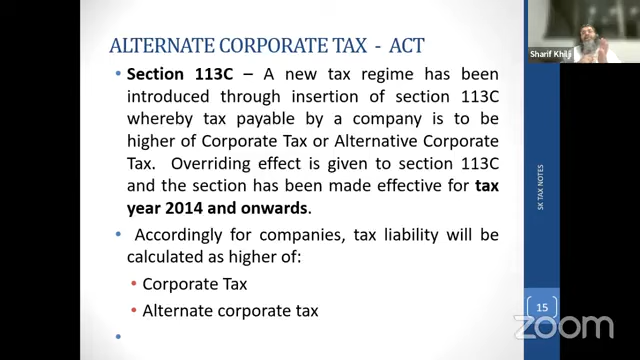 ALTERNATE CORPORATE TAX - ACT
• Section 113C – A new tax regime has been
introduced through insertion of section 113C
whereby tax payable by a company is to be
higher of Corporate Tax or Alternative Corporate
Tax. Overriding effect is given to section 113C
and the section has been made effective for tax
year 2014 and onwards.
• Accordingly for companies, tax liability will be
calculated as higher of:
• Corporate Tax
• Alternate corporate tax
•
Sharif Khilji
SK TAX NOTES
15
zoom